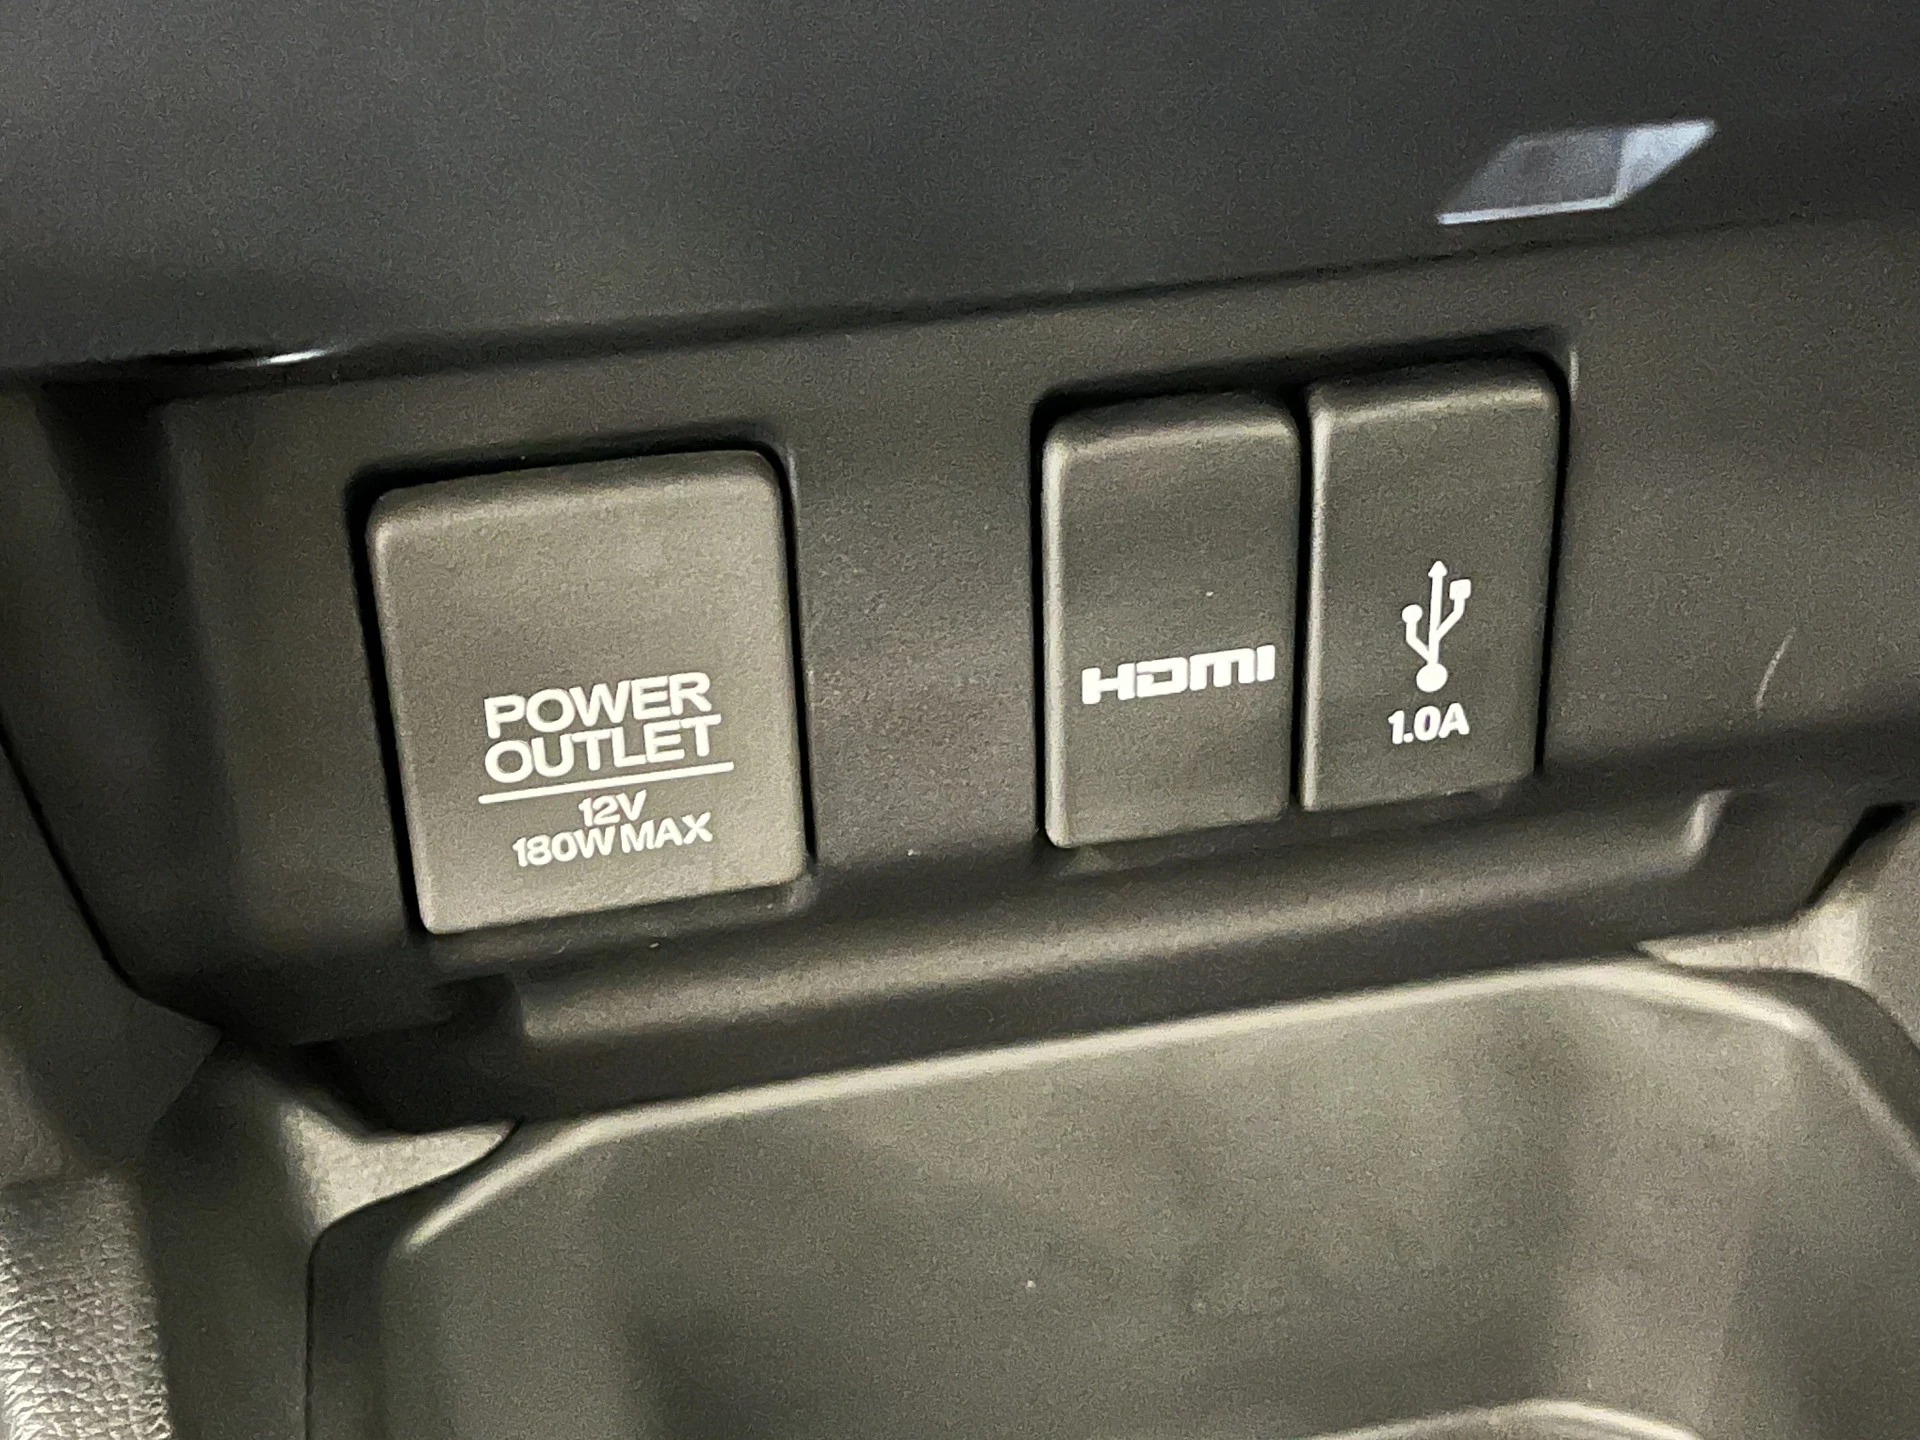 POWER
OUTLET
12V
180W MAX
HDMI
1.0A